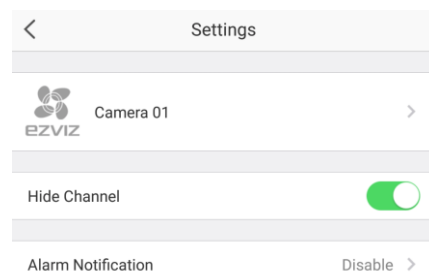 Settings
ezviz
Camera 01
Hide Channel
Alarm Notification Disable